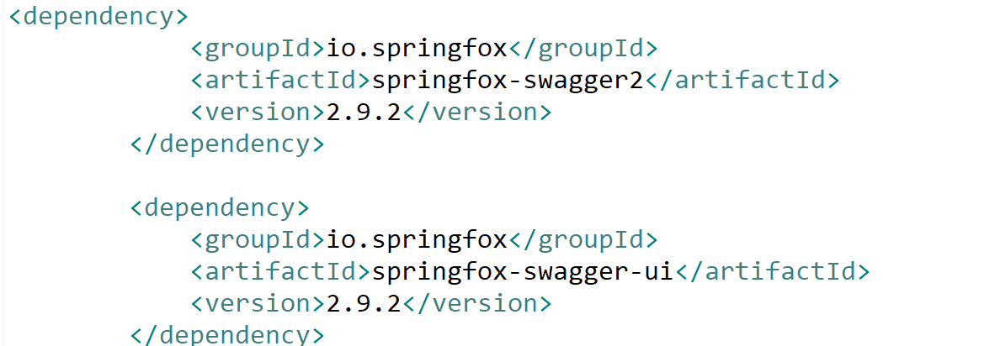 <dependency>
<groupId>io.springfox</groupId>
<artifactId>springfox-swagger2</artifactId>
<version>2.9.2</version>
</dependency>
<dependency>
<groupId>io.springfox</groupId>
<artifactId>springfox-swagger-ui</artifactId>
<version>2.9.2</version>
</dependency>